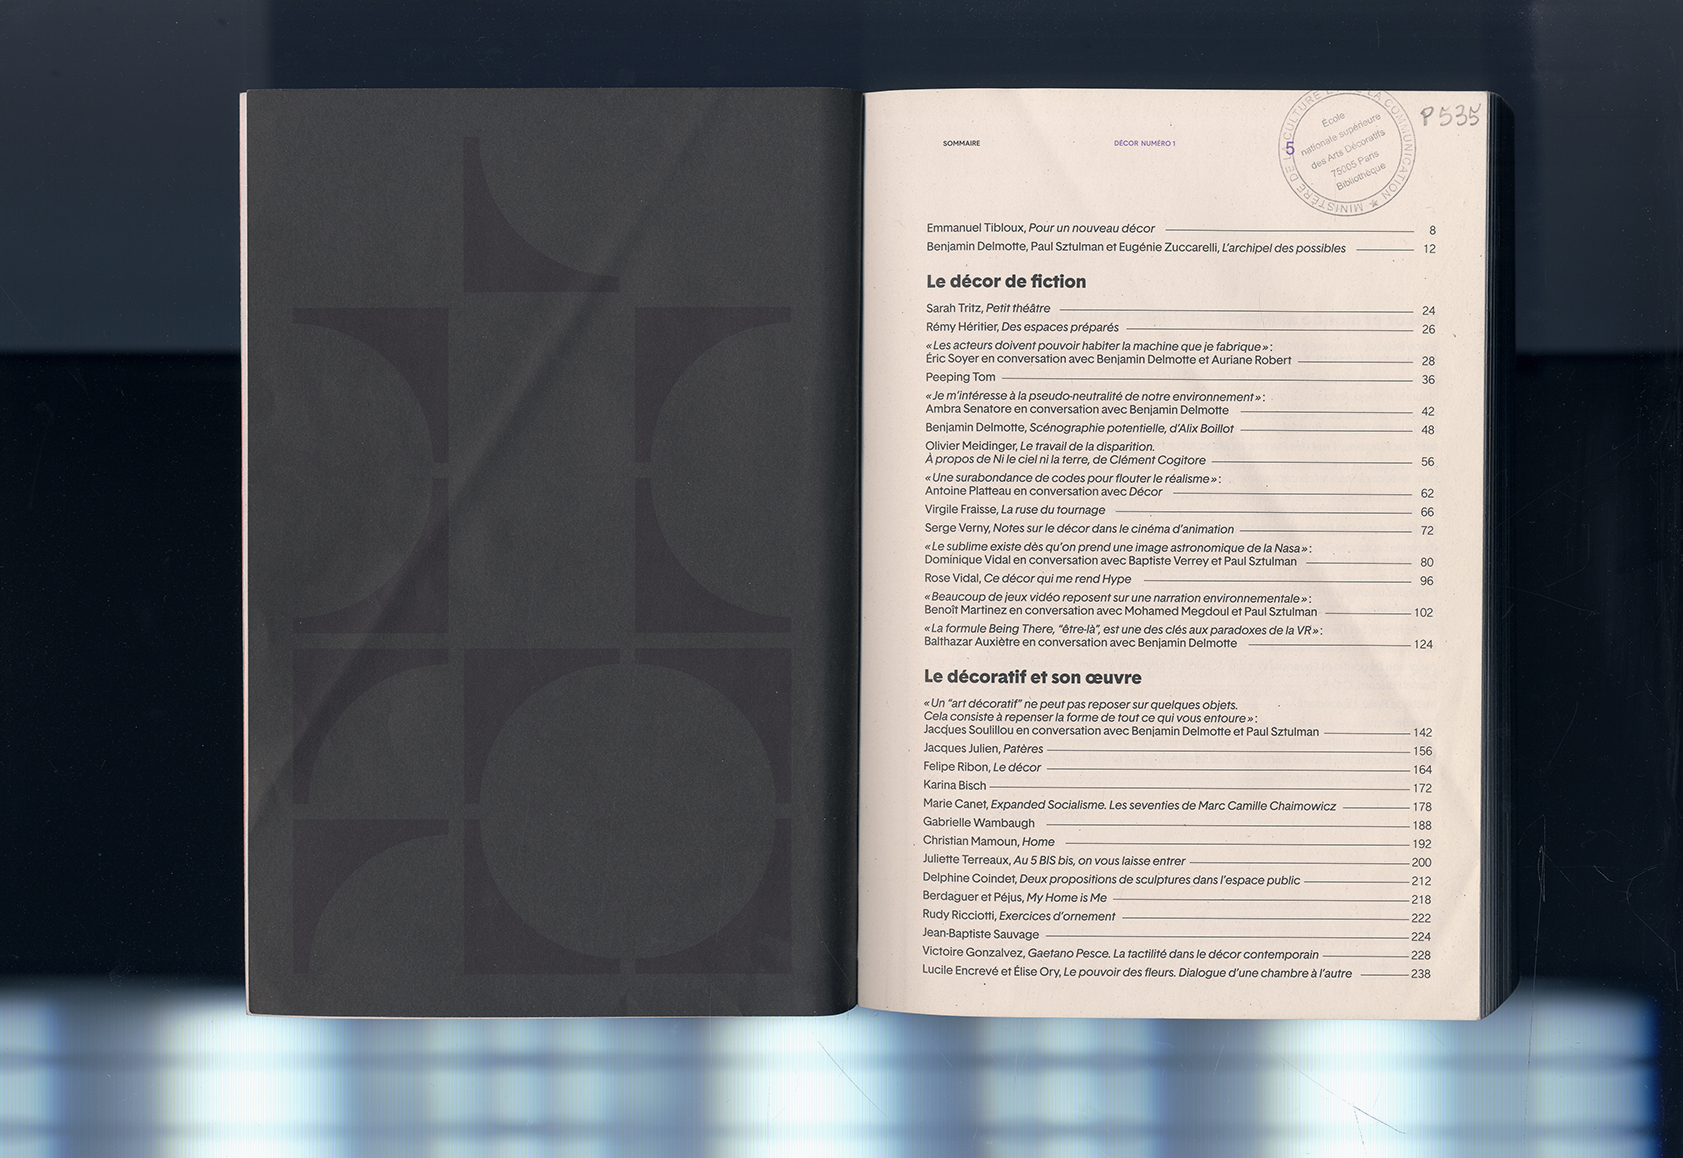 SOMMAIRE
DÉCOR NUMÉRO 1
5
MINISTÈRE DE LA CULTURE LA COMMUNICATION
École
nationale supérieure
des Arts Décoratifs
75005 Paris
Bibliothèque
P535
Emmanuel Tibloux, Pour un nouveau décor 8
Benjamin Delmotte, Paul Sztulman et Eugénie Zuccarelli, L'archipel des possibles 12
Le décor de fiction
Sarah Tritz, Petit théâtre 24
Rémy Héritier, Des espaces préparés 26
«Les acteurs doivent pouvoir habiter la machine que je fabrique»:
Éric Soyer en conversation avec Benjamin Delmotte et Auriane Robert 28
Peeping Tom 36
«Je m'intéresse à la pseudo-neutralité de notre environnement»:
Ambra Senatore en conversation avec Benjamin Delmotte 42
Benjamin Delmotte, Scénographie potentielle, d'Alix Boillot 48
Olivier Meidinger, Le travail de la disparition.
À propos de Ni le ciel ni la terre, de Clément Cogitore 56
«Une surabondance de codes pour flouter le réalisme»:
Antoine Platteau en conversation avec Décor 62
Virgile Fraisse, La ruse du tournage 66
Serge Verny, Notes sur le décor dans le cinéma d'animation 72
«Le sublime existe dès qu'on prend une image astronomique de la Nasa»:
Dominique Vidal en conversation avec Baptiste Verrey et Paul Sztulman 80
Rose Vidal, Ce décor qui me rend Hype 96
«Beaucoup de jeux vidéo reposent sur une narration environnementale»:
Benoît Martinez en conversation avec Mohamed Megdoul et Paul Sztulman 102
«La formule Being There, "être-là", est une des clés aux paradoxes de la VR»:
Balthazar Auxiètre en conversation avec Benjamin Delmotte 124
Le décoratif et son œuvre
«Un "art décoratif" ne peut pas reposer sur quelques objets.
Cela consiste à repenser la forme de tout ce qui vous entoure»:
Jacques Soulillou en conversation avec Benjamin Delmotte et Paul Sztulman 142
Jacques Julien, Patères 156
Felipe Ribon, Le décor 164
Karina Bisch 172
Marie Canet, Expanded Socialisme. Les seventies de Marc Camille Chaimowicz 178
Gabrielle Wambaugh 188
Christian Mamoun, Home 192
Juliette Terreaux, Au 5 BIS bis, on vous laisse entrer 200
Delphine Coindet, Deux propositions de sculptures dans l'espace public 212
Berdaguer et Péjus, My Home is Me 218
Rudy Ricciotti, Exercices d'ornement 222
Jean-Baptiste Sauvage 224
Victoire Gonzalvez, Gaetano Pesce. La tactilité dans le décor contemporain 228
Lucile Encrevé et Élise Ory, Le pouvoir des fleurs. Dialogue d'une chambre à l'autre 238